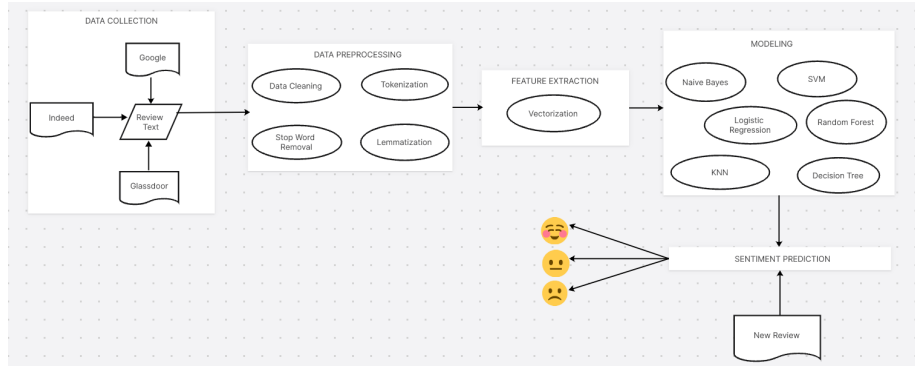 DATA COLLECTION
Google
Indeed
Review
Text
Glassdoor
DATA PREPROCESSING
Data Cleaning
Tokenization
Stop Word
Removal
Lemmatization
FEATURE EXTRACTION
Vectorization
MODELING
Naive Bayes
SVM
Logistic
Regression
Random Forest
KNN
Decision Tree
SENTIMENT PREDICTION
New Review